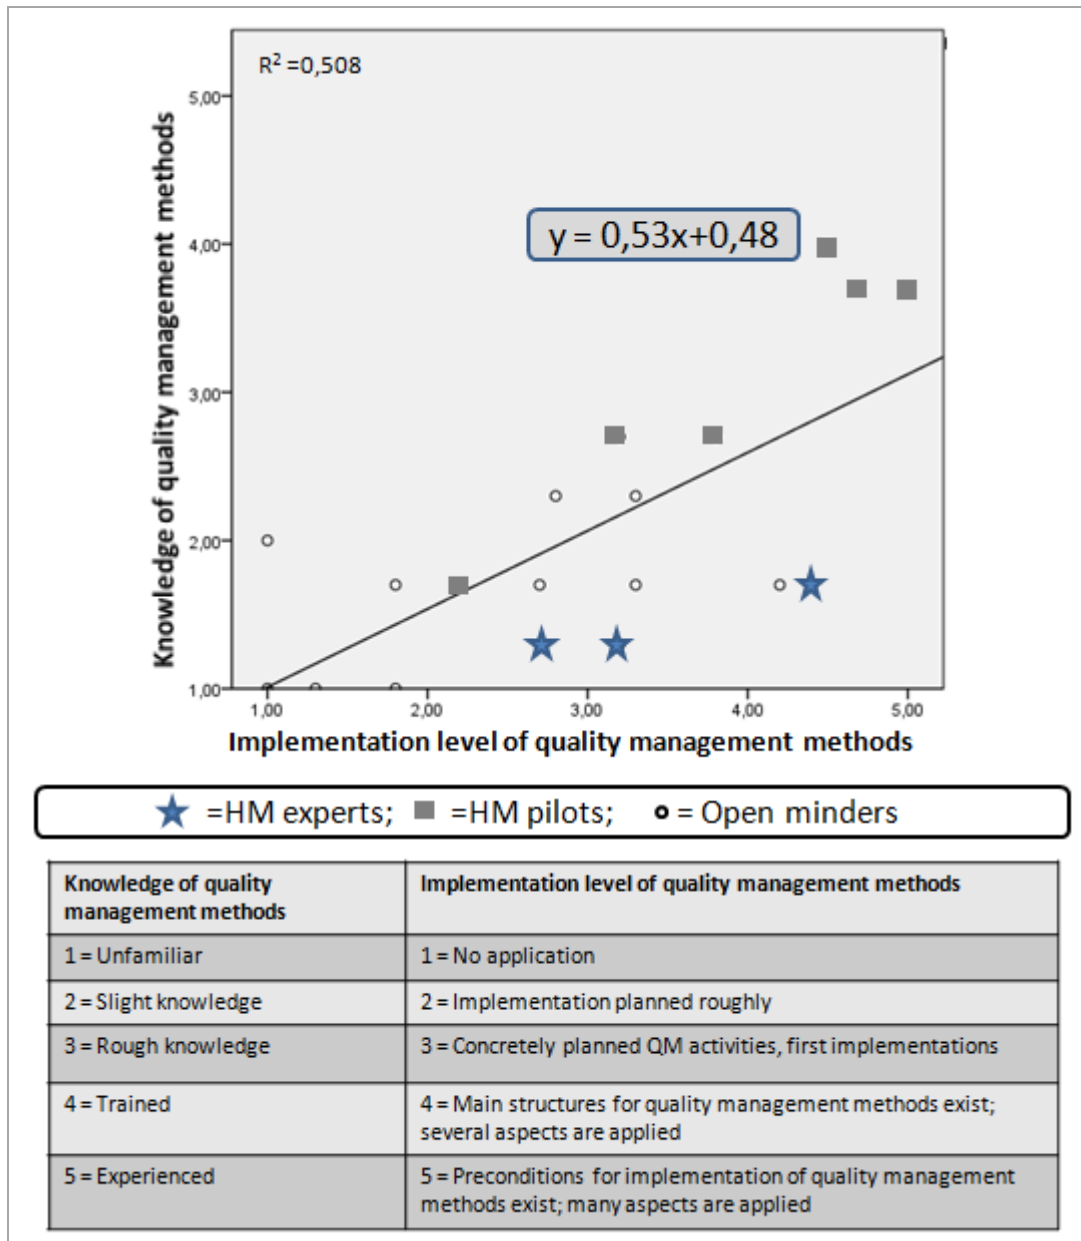 R² =0,508
5,00
4,00
3,00
2,00
1,00
Knowledge of quality management methods
y = 0,53x+0,48
1,00 2,00 3,00 4,00 5,00
Implementation level of quality management methods
=HM experts; =HM pilots; = Open minders
Knowledge of quality
management methods
Implementation level of quality management methods
1 = Unfamiliar
1 = No application
2 = Slight knowledge
2 = Implementation planned roughly
3 = Rough knowledge
3 = Concretely planned QM activities, first implementations
4 = Trained
4 = Main structures for quality management methods exist;
several aspects are applied
5 = Experienced
5 = Preconditions for implementation of quality management
methods exist; many aspects are applied